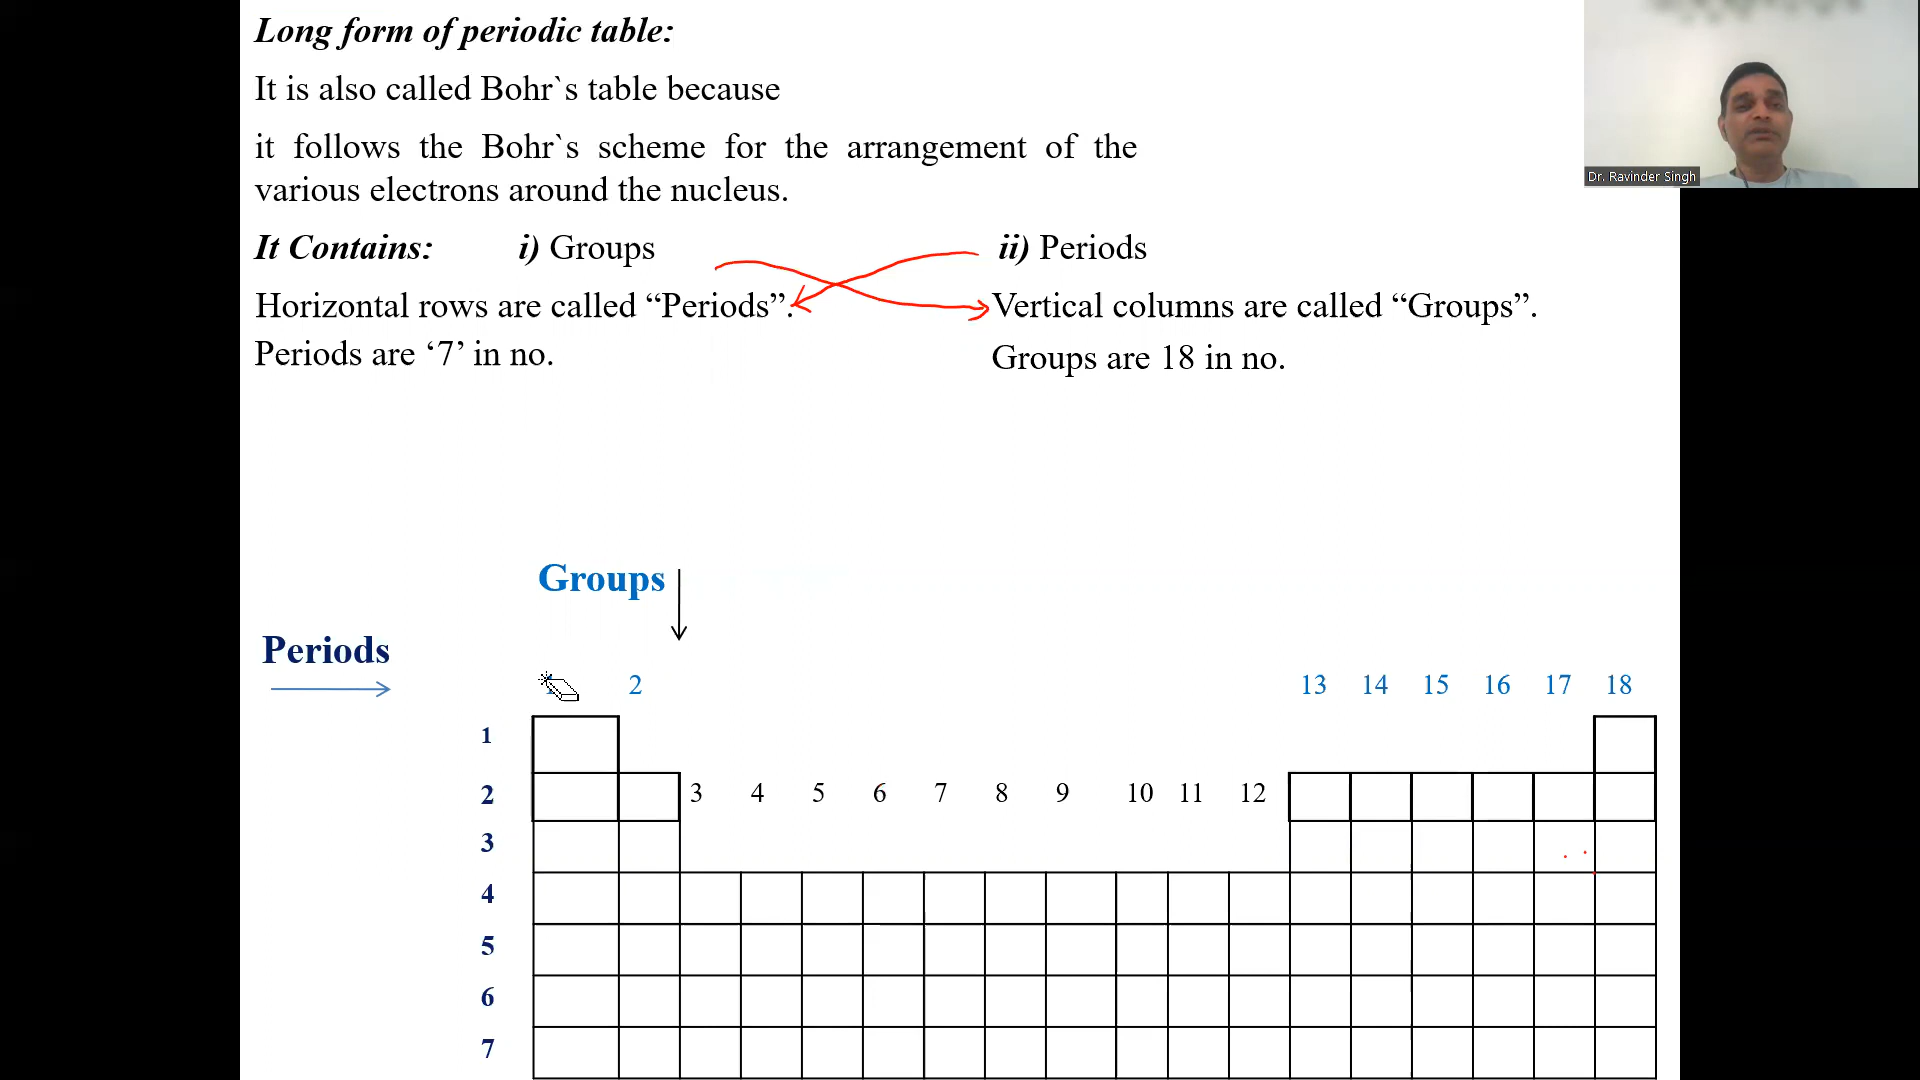 Long form of periodic table:
It is also called Bohr`s table because
it follows the Bohr`s scheme for the arrangement of the
various electrons around the nucleus.
It Contains: i) Groups ii) Periods
Horizontal rows are called “Periods”. Vertical columns are called “Groups”.
Periods are ‘7’ in no. Groups are 18 in no.
Dr. Ravinder Singh
Groups
Periods
2 13 14 15 16 17 18
1
2 3 4 5 6 7 8 9 10 11 12
3
4
5
6
7